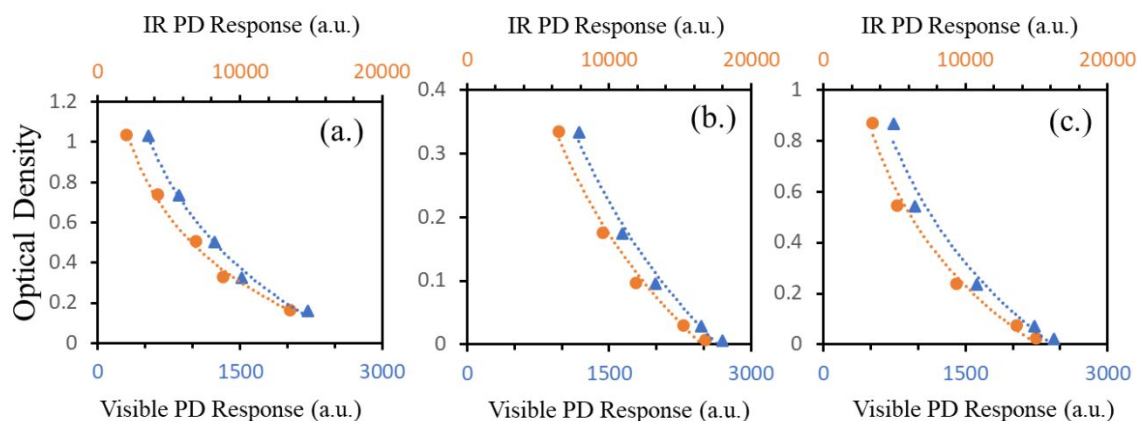 IR PD Response (a.u.)
0 10000 20000
Optical Density
1.2
1
0.8
0.6
0.4
0.2
0
(a.)
0 1500 3000
Visible PD Response (a.u.)
IR PD Response (a.u.)
0 10000 20000
0.4
0.3
0.2
0.1
0
(b.)
0 1500 3000
Visible PD Response (a.u.)
IR PD Response (a.u.)
0 10000 20000
1
0.8
0.6
0.4
0.2
0
(c.)
0 1500 3000
Visible PD Response (a.u.)